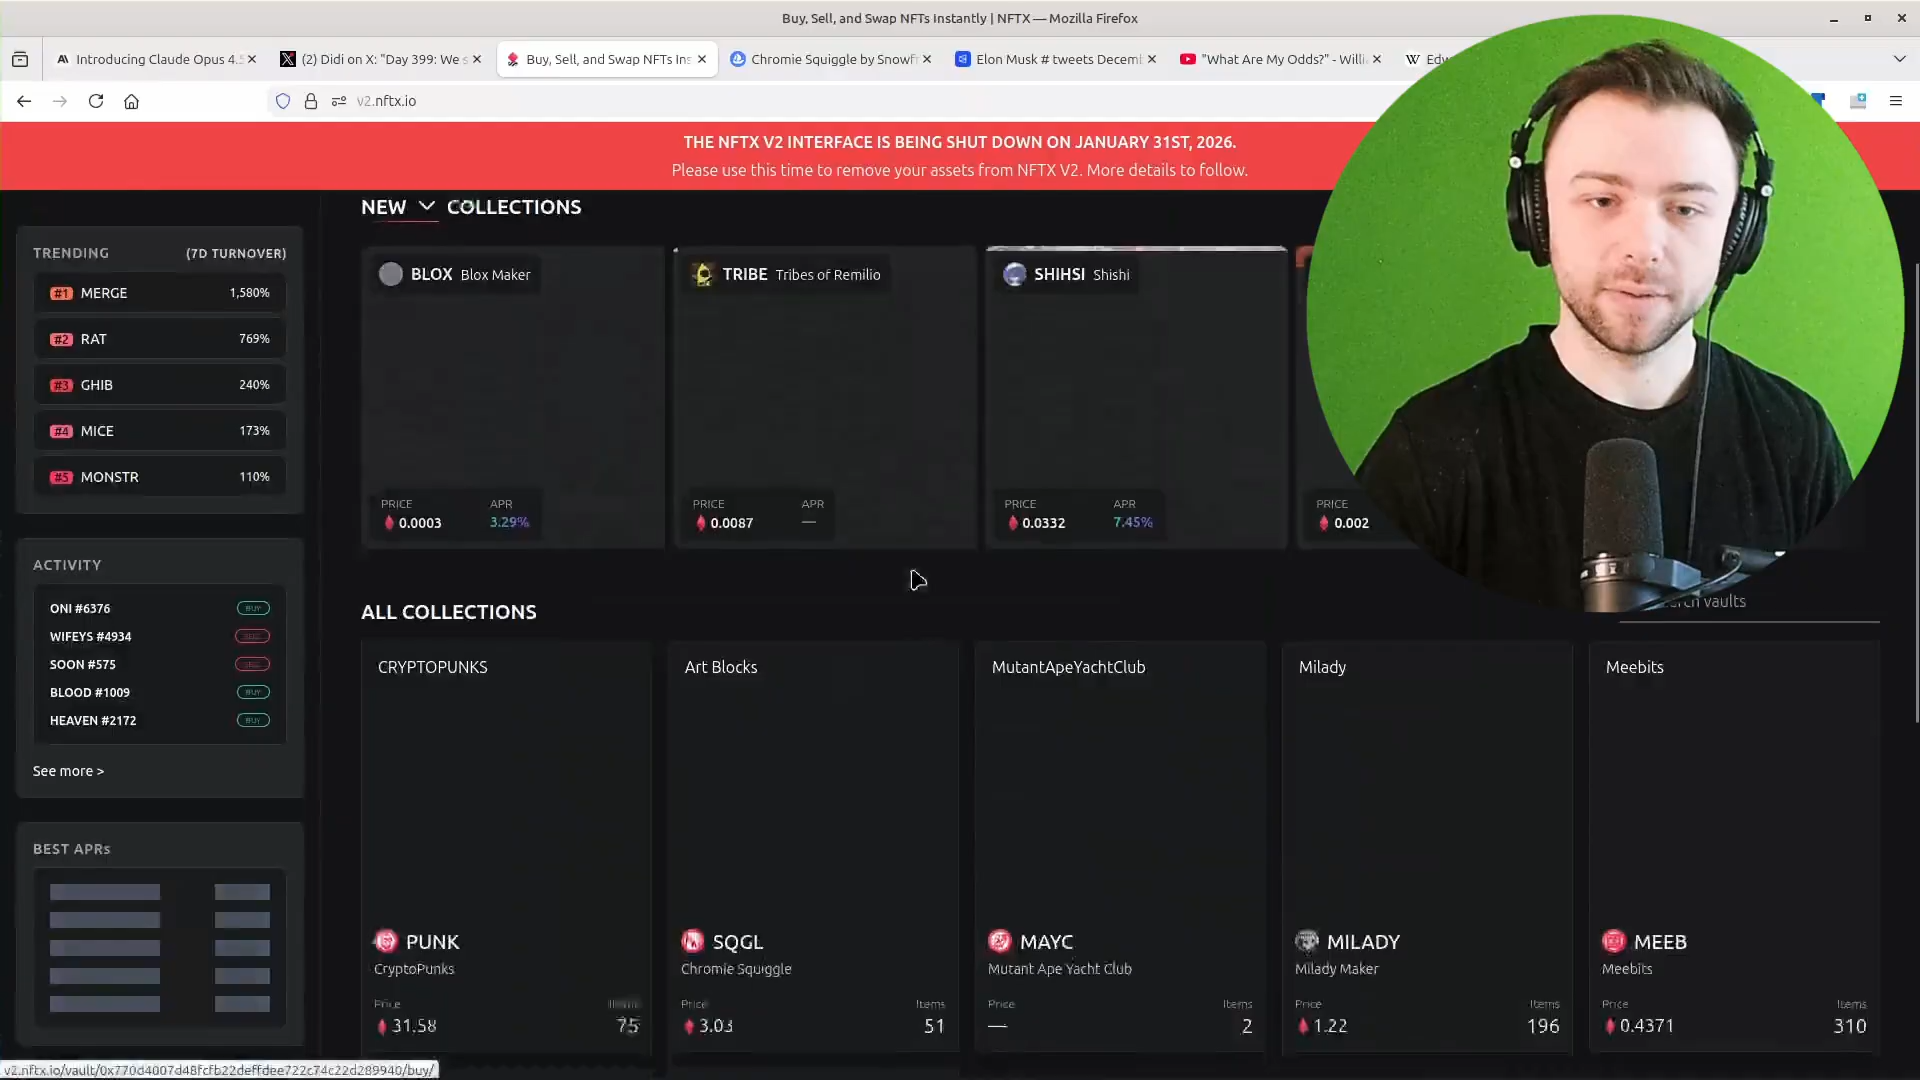 Buy, Sell, and Swap NFTs Instantly | NFTX — Mozilla Firefox
Introducing Claude Opus 4.
(2) Didi on X: "Day 399: We s
Buy, Sell, and Swap NFTs Ins
Chromie Squiggle by Snowf
Elon Musk # tweets Decem
"What Are My Odds?" - Willi
W Edw
v2.nftx.io
THE NFTX V2 INTERFACE IS BEING SHUT DOWN ON JANUARY 31ST, 2026.
Please use this time to remove your assets from NFTX V2. More details to follow.
NEW COLLECTIONS
TRENDING (7D TURNOVER)
#1 MERGE 1,580%
#2 RAT 769%
#3 GHIB 240%
#4 MICE 173%
#5 MONSTR 110%
BLOX Blox Maker
PRICE APR
0.0003 3.29%
TRIBE Tribes of Remilio
PRICE APR
0.0087 —
SHIHSI Shishi
PRICE APR
0.0332 7.45%
PRICE
0.002
ACTIVITY
ONI #6376 BUY
WIFEYS #4934
SOON #575
BLOOD #1009 BUY
HEAVEN #2172 BUY
See more >
BEST APRs
ALL COLLECTIONS
vaults
CRYPTOPUNKS
PUNK
CryptoPunks
Price Items
31.58 75
Art Blocks
SQGL
Chromie Squiggle
Price Items
3.03 51
MutantApeYachtClub
MAYC
Mutant Ape Yacht Club
Price Items
— 2
Milady
MILADY
Milady Maker
Price Items
1.22 196
Meebits
MEEB
Meebits
Price Items
0.4371 310
v2.nftx.io/vault/0x770d4007d48fcfb22deffdee722c74c22d289940/buy/